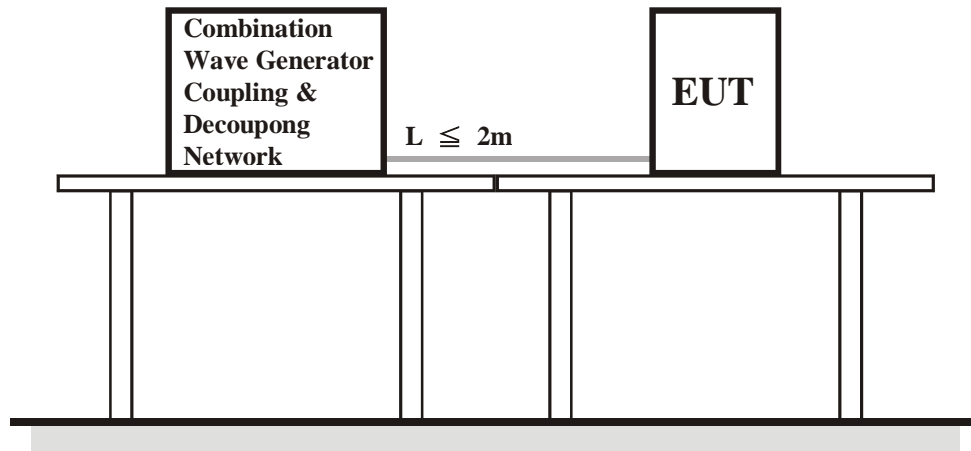 Combination
Wave Generator
Coupling &
Decoupong
Network
L ≦ 2m
EUT